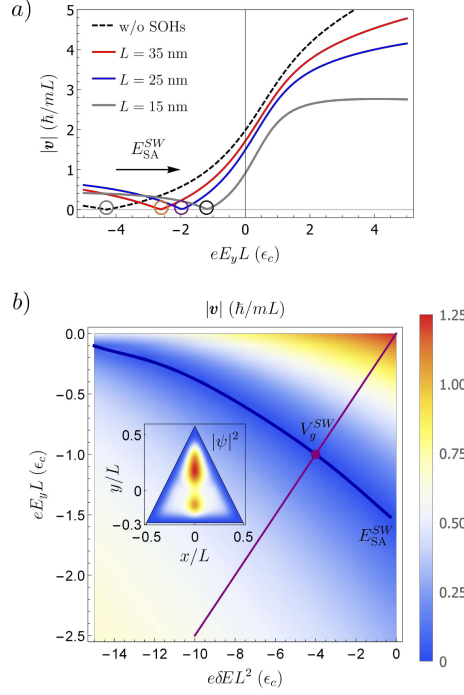 a)
5
4
3
2
1
0
|v| (ħ/mL)
w/o SOHs
L = 35 nm
L = 25 nm
L = 15 nm
E_SA^SW
−4 −2 0 2 4
eE_yL (ϵ_c)
b)
|v| (ħ/mL)
0.0
-0.5
-1.0
-1.5
-2.0
-2.5
eE_yL (ϵ_c)
V_g^SW
E_SA^SW
|ψ|²
0.6
0
-0.3
y/L
-0.5 0 0.5
x/L
-14 -12 -10 -8 -6 -4 -2 0
eδEL² (ϵ_c)
1.25
1.00
0.75
0.50
0.25
0